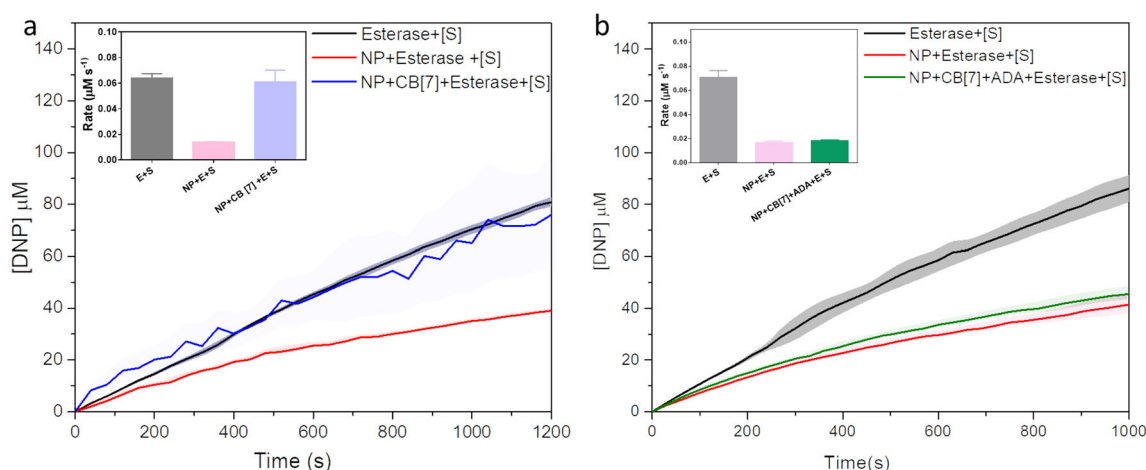 a
Esterase+[S]
NP+Esterase +[S]
NP+CB[7]+Esterase+[S]
Rate (μM s⁻¹)
0.10
0.08
0.06
0.04
0.02
0.00
E+S
NP+E+S
NP+CB [7] +E+S
[DNP] μM
140
120
100
80
60
40
20
0
0 200 400 600 800 1000 1200
Time (s)
b
Esterase+[S]
NP+Esterase+[S]
NP+CB[7]+ADA+Esterase+[S]
Rate (μM s⁻¹)
0.10
0.08
0.06
0.04
0.02
0.00
E+S
NP+E+S
NP+CB[7]+ADA+E+S
[DNP] μM
140
120
100
80
60
40
20
0
0 200 400 600 800 1000
Time(s)